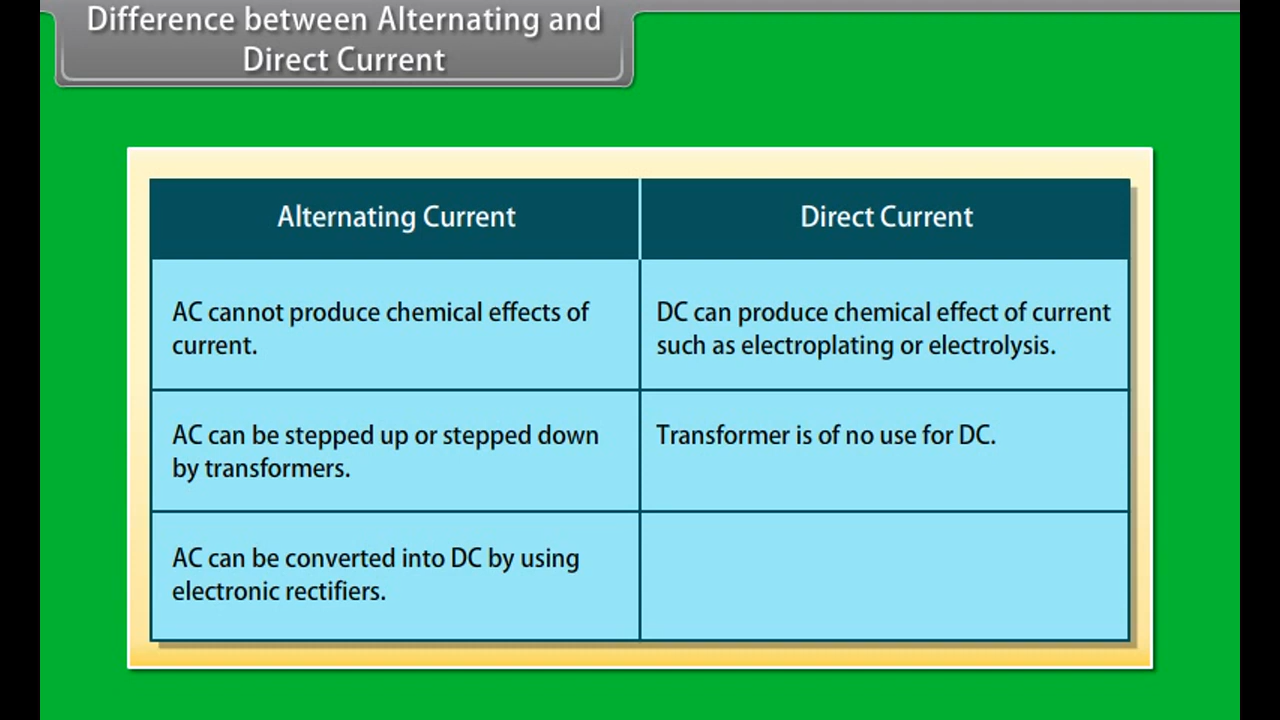 Difference between Alternating and
Direct Current
Alternating Current
Direct Current
AC cannot produce chemical effects of
current.
DC can produce chemical effect of current
such as electroplating or electrolysis.
AC can be stepped up or stepped down
by transformers.
Transformer is of no use for DC.
AC can be converted into DC by using
electronic rectifiers.